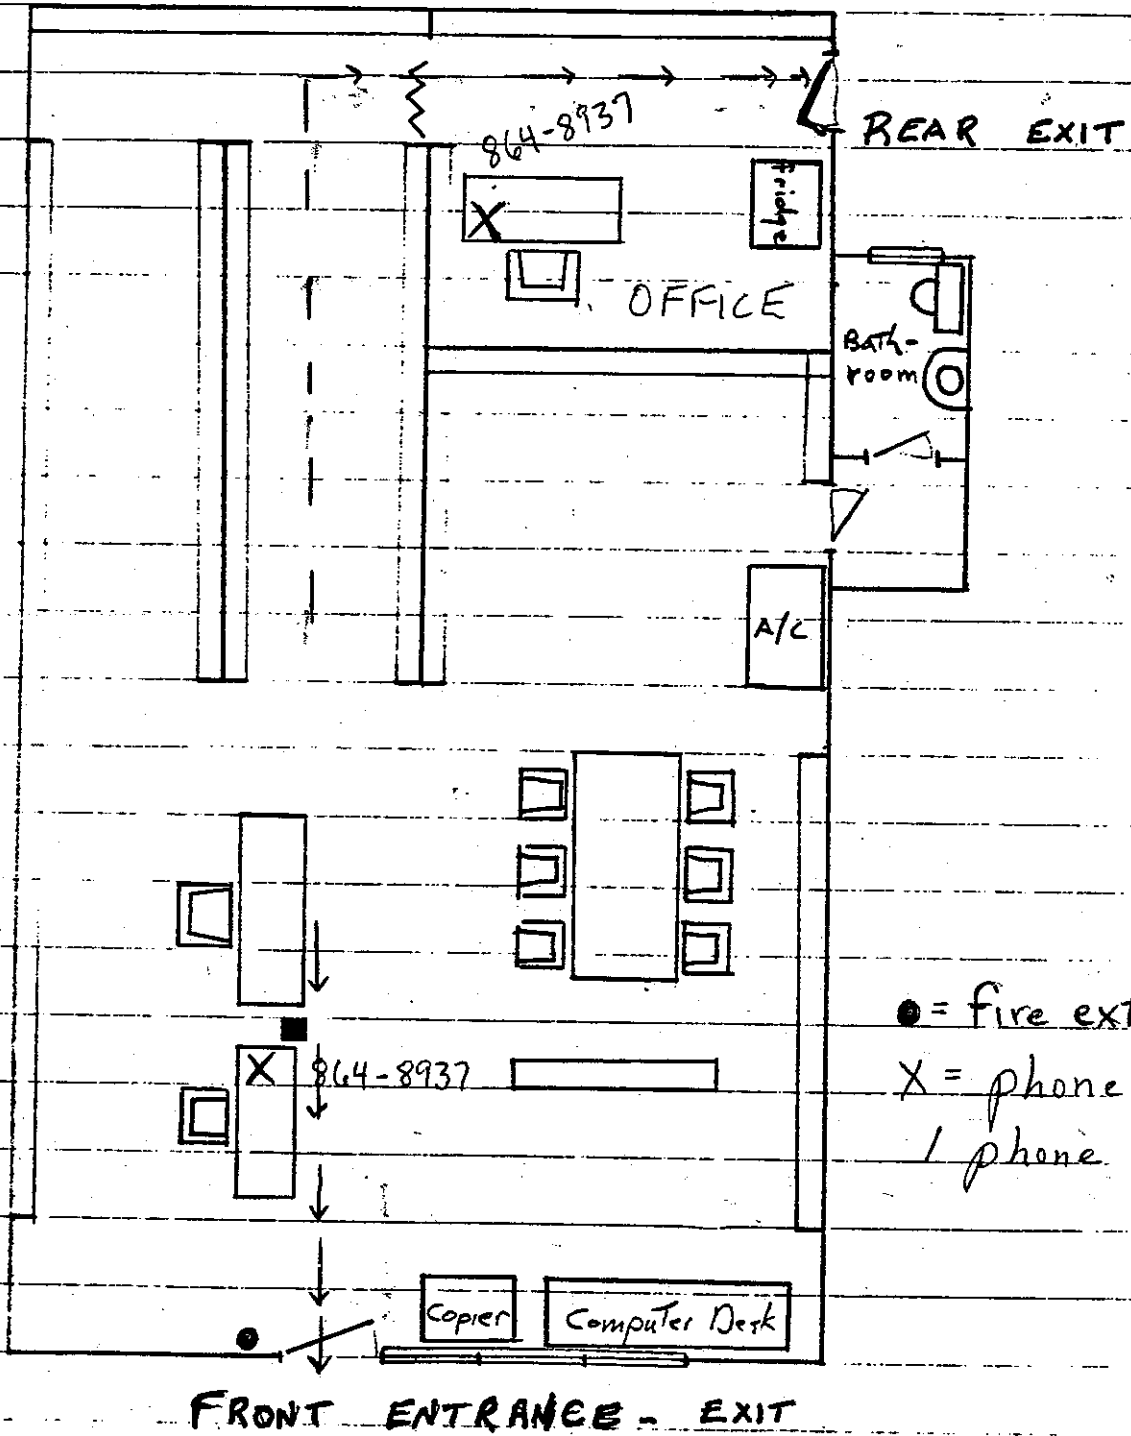 864-8937
REAR EXIT
fridge
OFFICE
Bath-
room
A/C
● = fire ext
X = phone
1 phone
X
X 864-8937
Copier
Computer Desk
FRONT ENTRANCE - EXIT